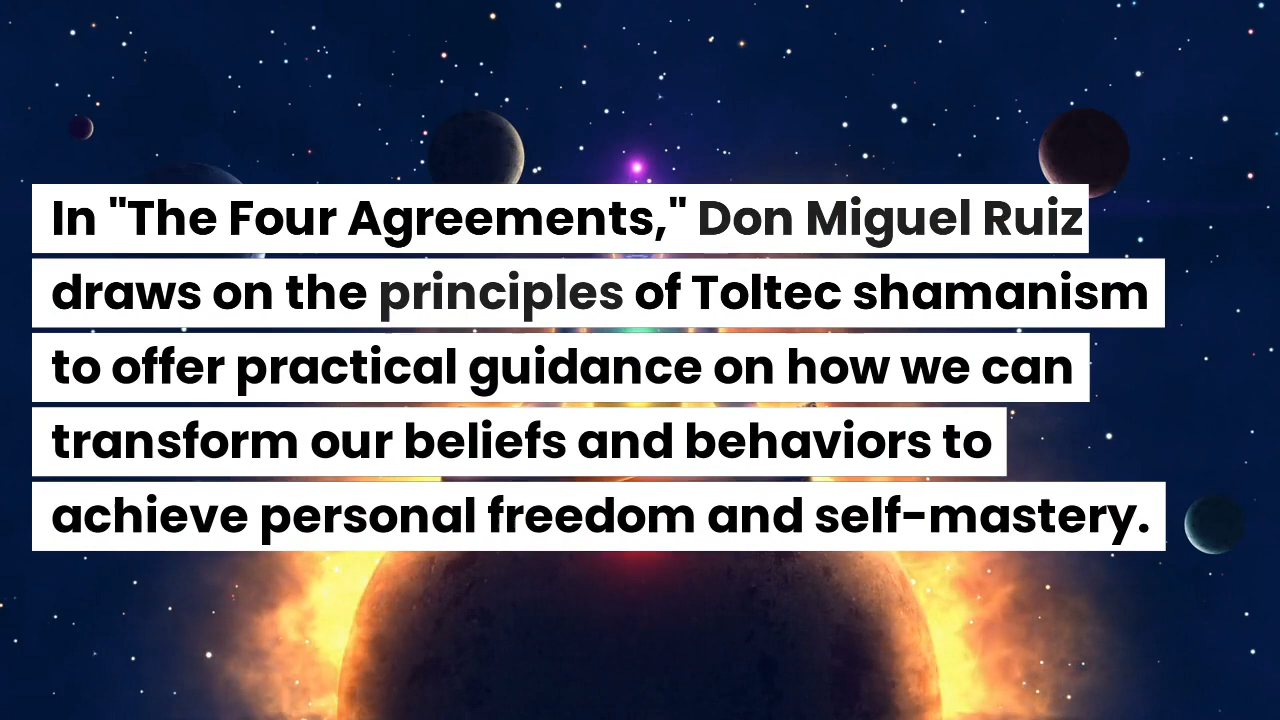 In "The Four Agreements," Don Miguel Ruiz
draws on the principles of Toltec shamanism
to offer practical guidance on how we can
transform our beliefs and behaviors to
achieve personal freedom and self-mastery.